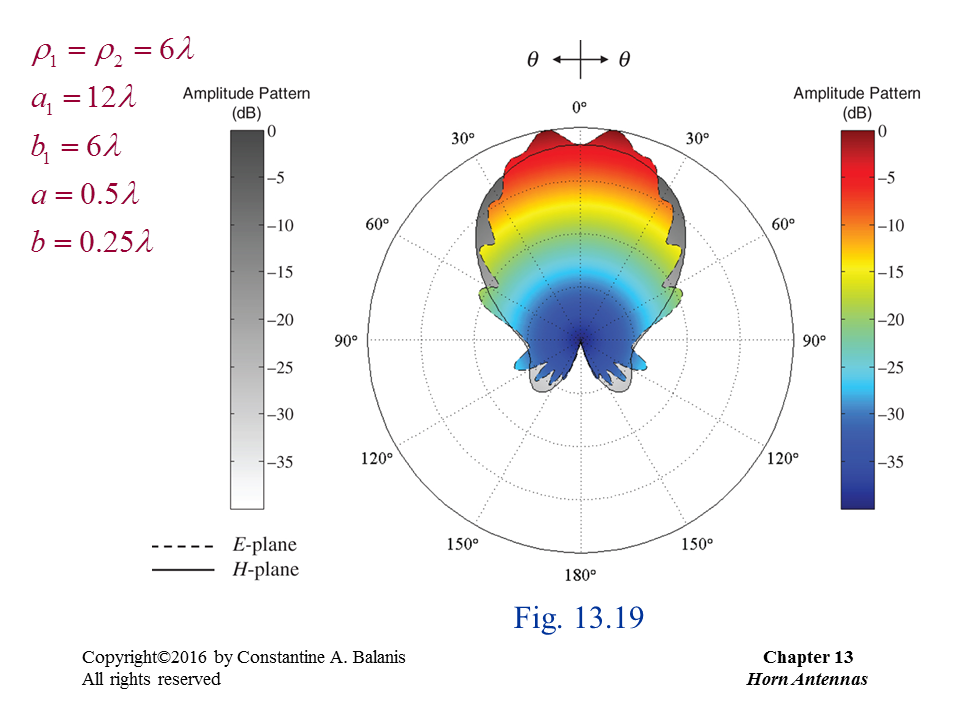 ρ₁ = ρ₂ = 6λ
a₁ = 12λ
b₁ = 6λ
a = 0.5λ
b = 0.25λ
Amplitude Pattern
(dB)
0
–5
–10
–15
–20
–25
–30
–35
θ θ
0°
30° 30°
60° 60°
90° 90°
120° 120°
150° 150°
180°
Amplitude Pattern
(dB)
0
–5
–10
–15
–20
–25
–30
–35
E-plane
H-plane
Fig. 13.19
Copyright©2016 by Constantine A. Balanis
All rights reserved
Chapter 13
Horn Antennas